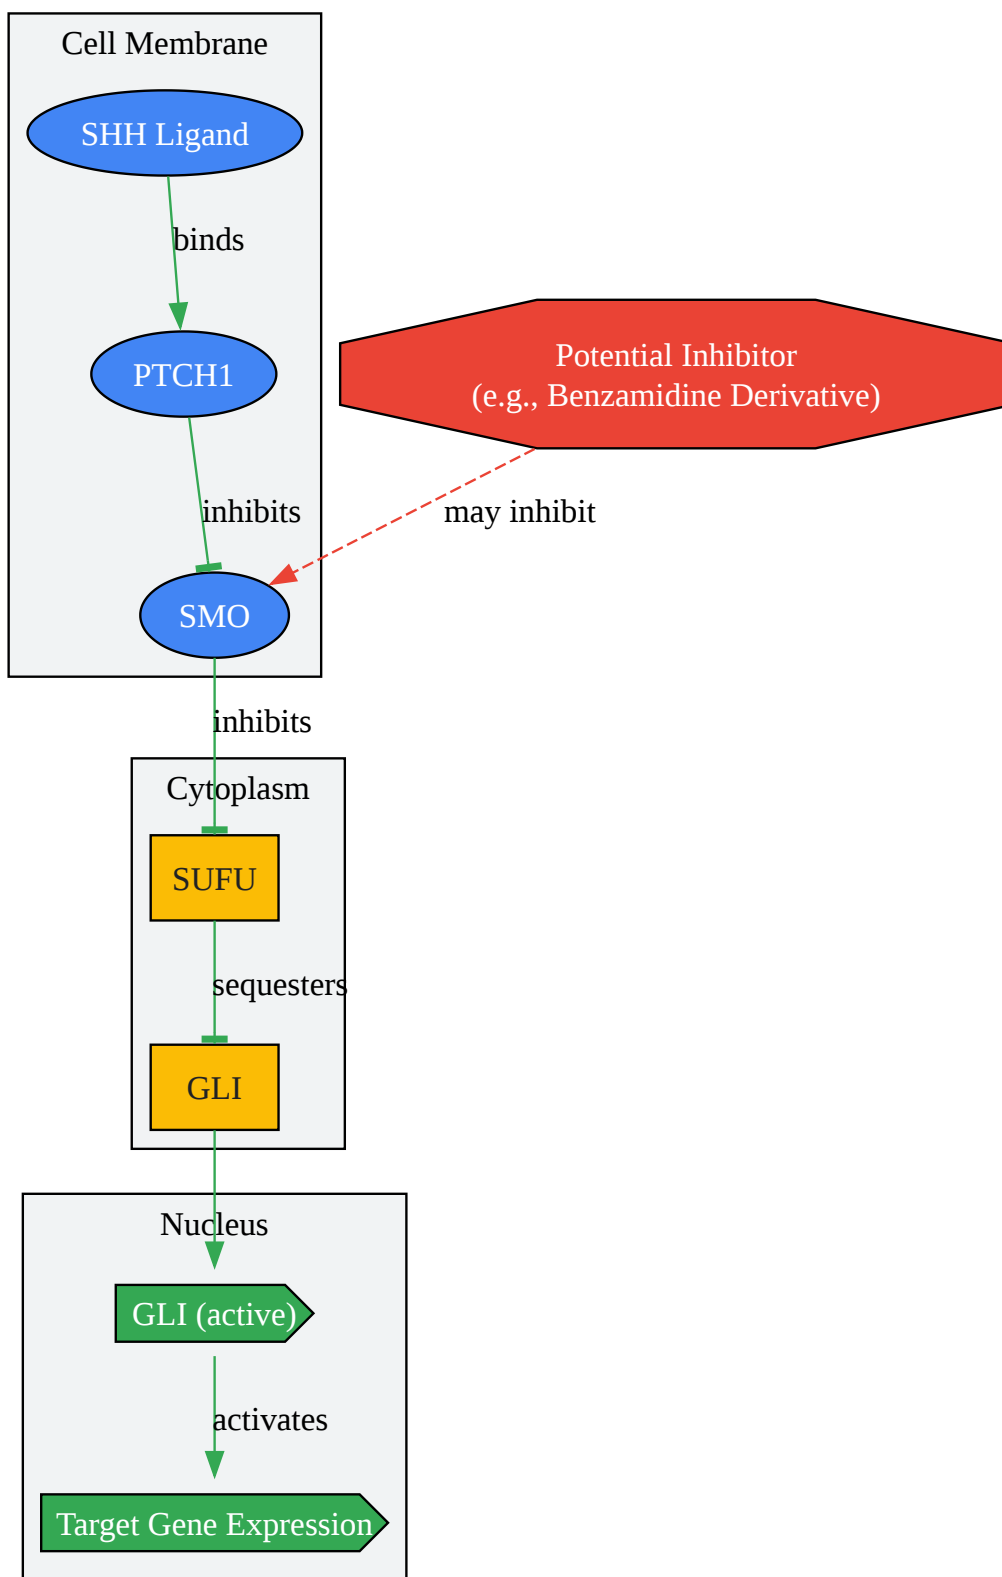 Cell Membrane
SHH Ligand
binds
PTCH1
Potential Inhibitor
(e.g., Benzamidine Derivative)
inhibits
may inhibit
SMO
inhibits
Cytoplasm
SUFU
sequesters
GLI
Nucleus
GLI (active)
activates
Target Gene Expression